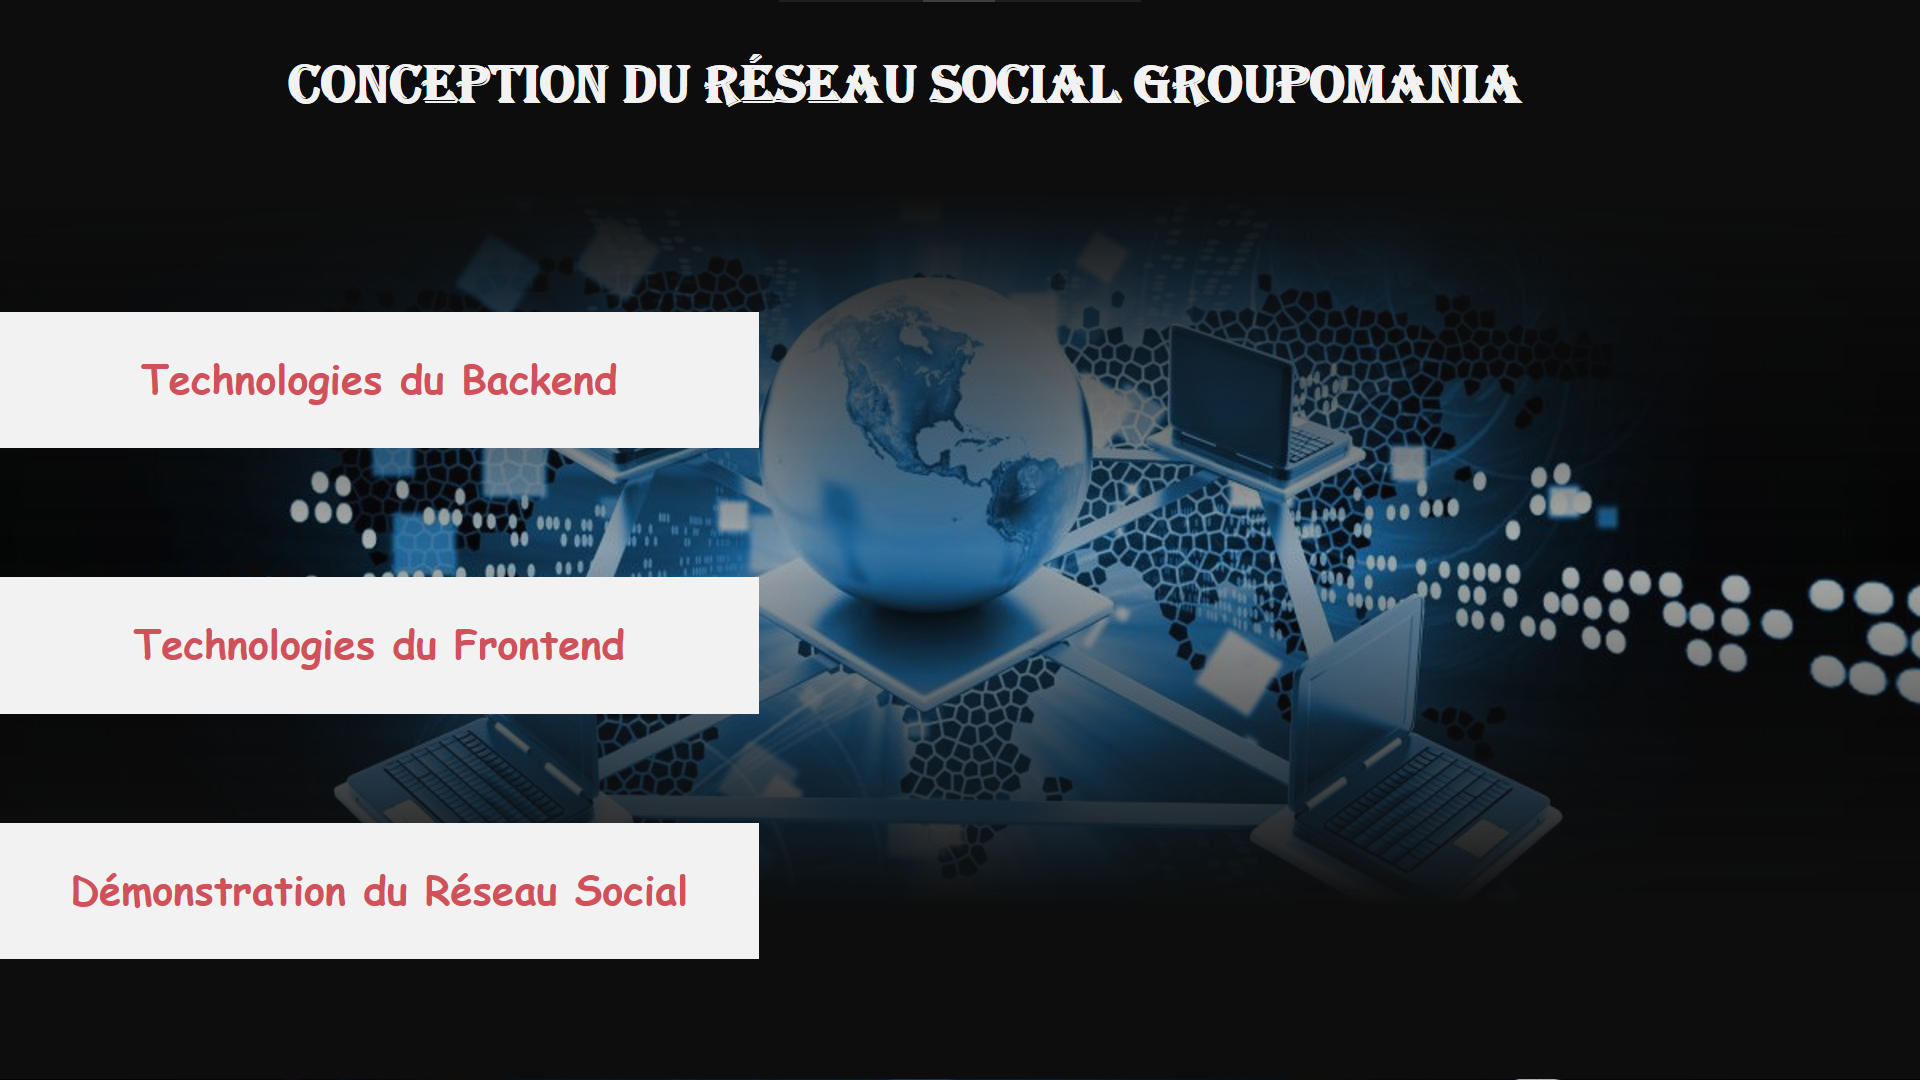 CONCEPTION DU RÉSEAU SOCIAL GROUPOMANIA
Technologies du Backend
Technologies du Frontend
Démonstration du Réseau Social